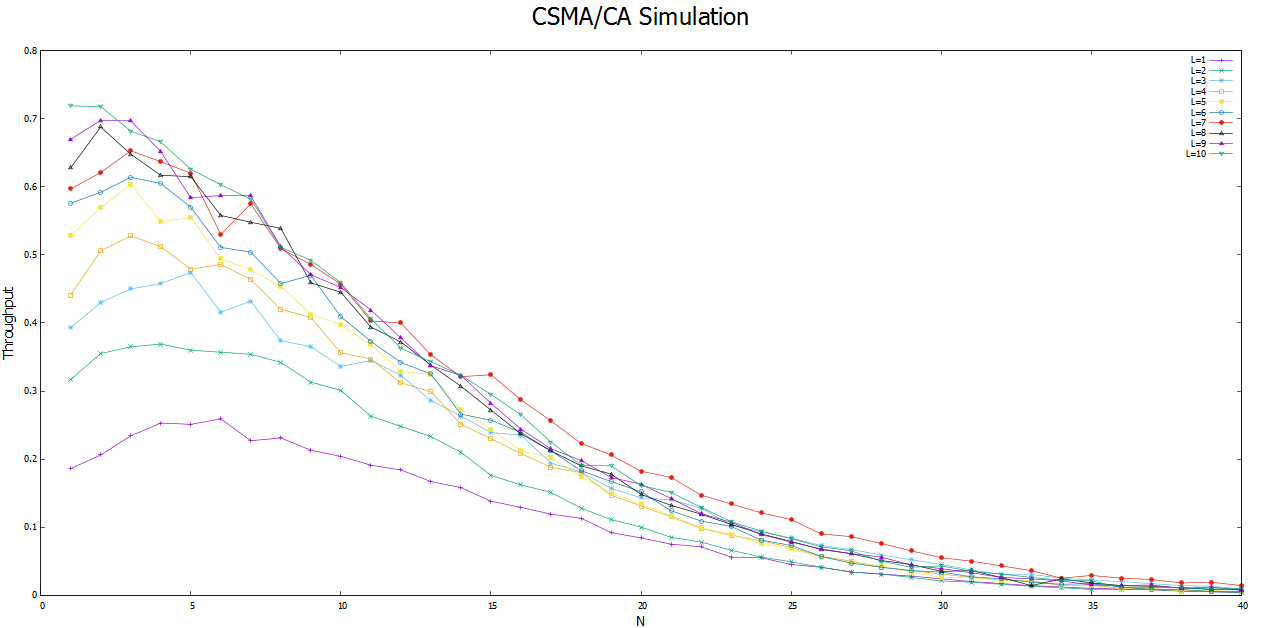 CSMA/CA Simulation
0.8
0.7
0.6
0.5
0.4
0.3
0.2
0.1
0
Throughput
L=1
L=2
L=3
L=4
L=5
L=6
L=7
L=8
L=9
L=10
0 5 10 15 20 25 30 35 40
N